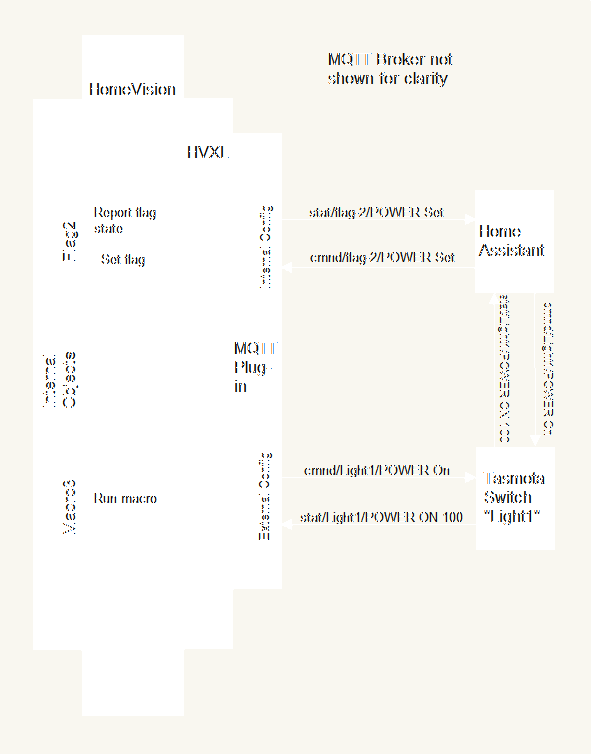 MQTT Broker not
shown for clarity
HomeVision
HVXL
Report flag
state
Set flag
Flag2
Internal Config
stat/flag-2/POWER Set
cmnd/flag-2/POWER Set
Home
Assistant
Internal
Objects
MQTT
Plug-
in
Macro3
Run macro
External Config
cmnd/Light1/POWER On
stat/Light1/POWER ON 100
Tasmota
Switch
"Light1"